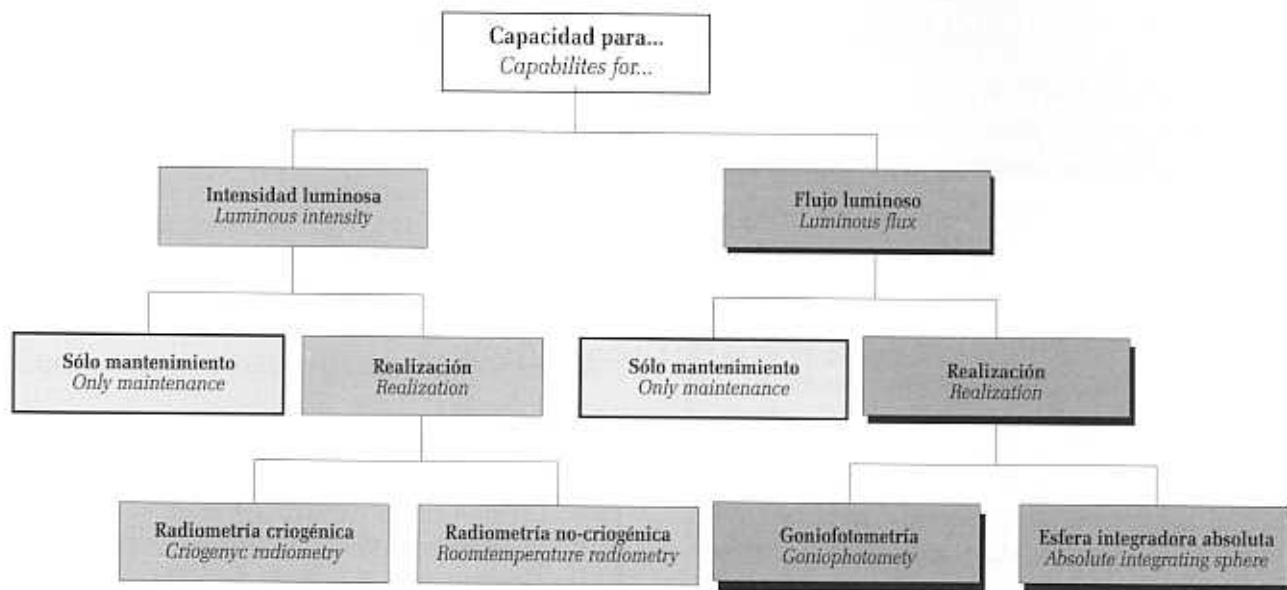 Capacidad para...
Capabilites for...
Intensidad luminosa
Luminous intensity
Flujo luminoso
Luminous flux
Sólo mantenimiento
Only maintenance
Realización
Realization
Sólo mantenimiento
Only maintenance
Realización
Realization
Radiometría criogénica
Criogenyc radiometry
Radiometría no-criogénica
Roomtemperature radiometry
Goniofotometría
Goniophotomety
Esfera integradora absoluta
Absolute integrating sphere